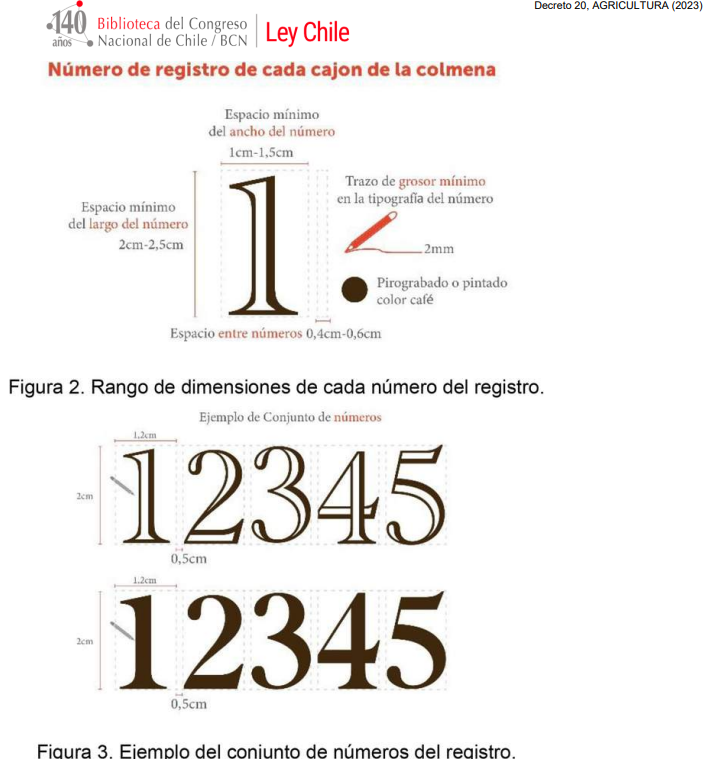 Decreto 20, AGRICULTURA (2023)
140 años
Biblioteca del Congreso
Nacional de Chile / BCN
Ley Chile
Número de registro de cada cajon de la colmena
Espacio mínimo
del ancho del número
1cm-1,5cm
Espacio mínimo
del largo del número
2cm-2,5cm
1
Trazo de grosor mínimo
en la tipografía del número
2mm
Pirograbado o pintado
color café
Espacio entre números 0,4cm-0,6cm
Figura 2. Rango de dimensiones de cada número del registro.
Ejemplo de Conjunto de números
1,2cm
2cm
12345
0,5cm
1,2cm
2cm
12345
0,5cm
Figura 3. Ejemplo del conjunto de números del registro.